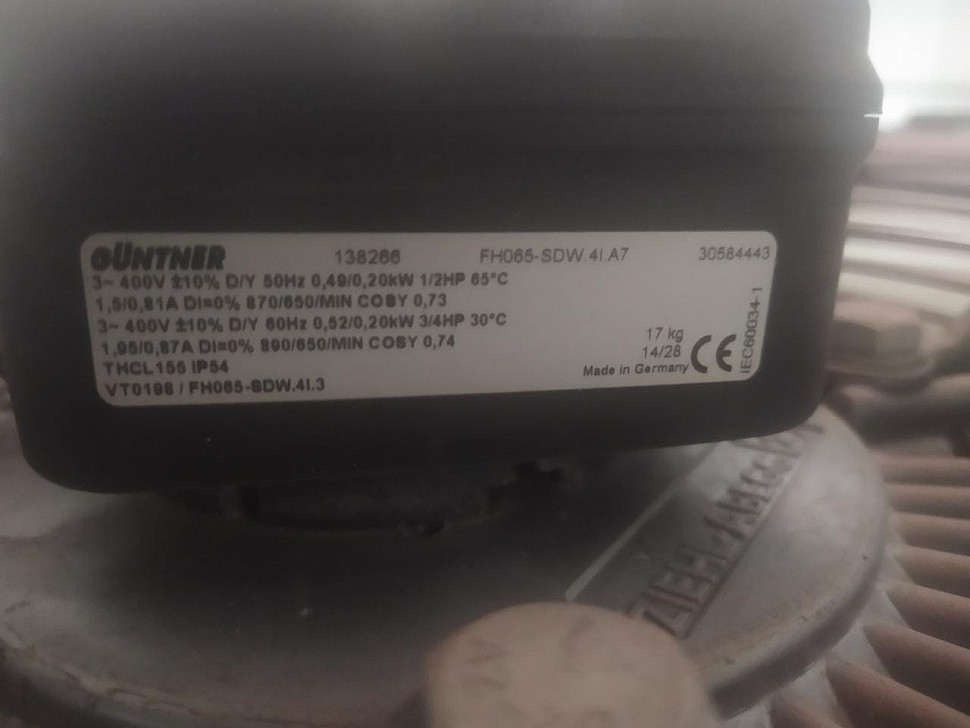 GÜNTNER 138266 FH065-SDW.4I.A7 30584443
3~ 400V ±10% D/Y 50Hz 0,49/0,20kW 1/2HP 65°C
1,5/0,81A DI=0% 870/650/MIN COSY 0,73
3~ 400V ±10% D/Y 60Hz 0,52/0,20kW 3/4HP 30°C
1,95/0,87A DI=0% 890/650/MIN COSY 0,74
THCL155 IP54
VT0198 / FH065-SDW.4I.3
17 kg
14/28
Made in Germany
CE
IEC60034-1
ZIEHL-ABEGG